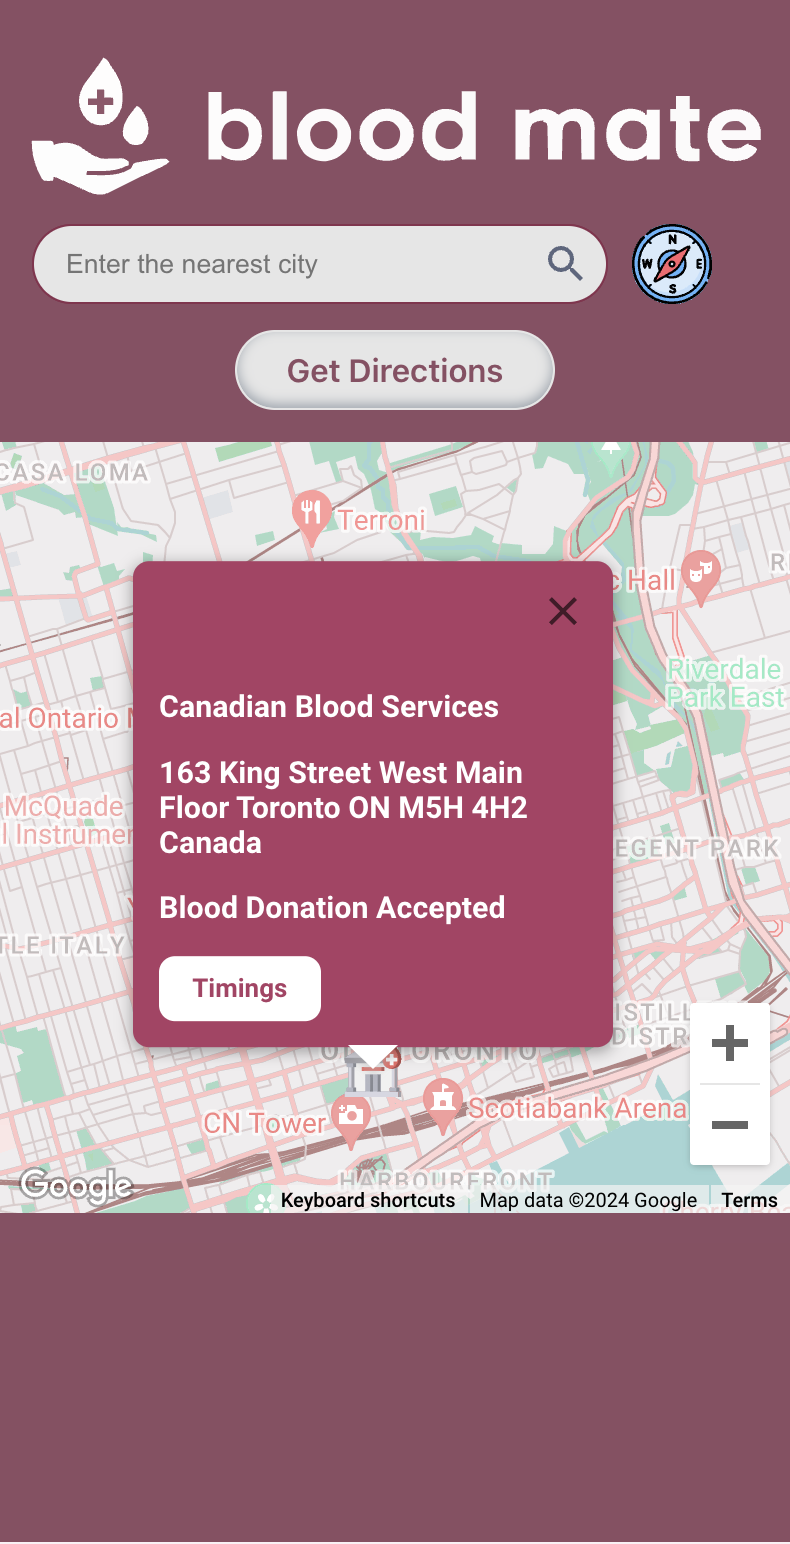 blood mate
Enter the nearest city
N
W E
S
Get Directions
CASA LOMA
Terroni
Hall
Riverdale
Park East
Canadian Blood Services
al Ontario
163 King Street West Main
Floor Toronto ON M5H 4H2
Canada
McQuade
l Instrumen
EGENT PARK
Blood Donation Accepted
TLE ITALY
Timings
ISTILL
DISTR
ORONTO
Scotiabank Arena
CN Tower
HARBOURFRONT
Google
Keyboard shortcuts
Map data ©2024 Google
Terms